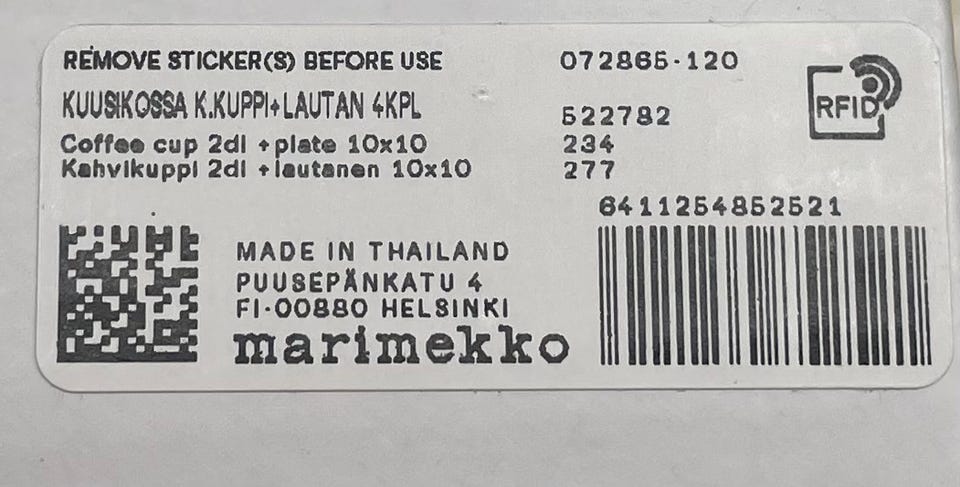 REMOVE STICKER(S) BEFORE USE
072865-120
KUUSIKOSSA K.KUPPI+LAUTAN 4KPL
522782
Coffee cup 2dl + plate 10x10
234
Kahvikuppi 2dl + lautanen 10x10
277
RFID
6411254852521
MADE IN THAILAND
PUUSEPÄNKATU 4
FI-00880 HELSINKI
marimekko